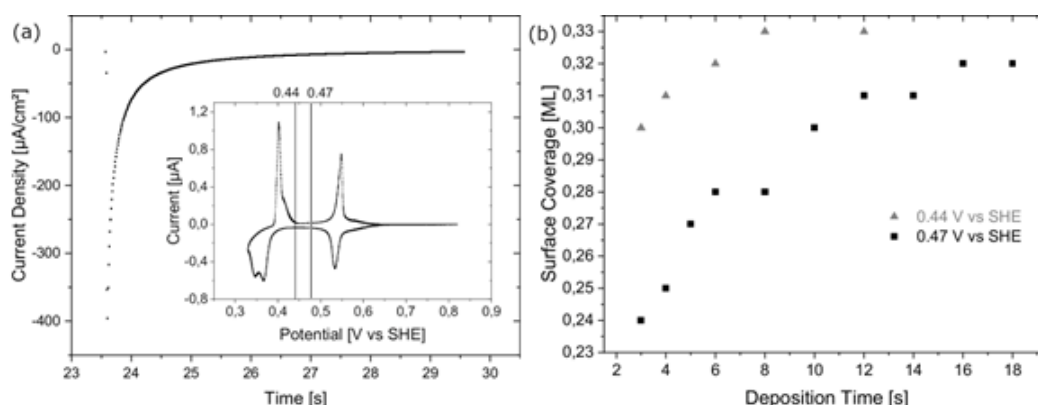 (a)
0
-100
-200
-300
-400
Current Density [µA/cm²]
23 24 25 26 27 28 29 30
Time [s]
0.44 0.47
1,2
0,8
0,4
0,0
-0,4
-0,8
Current [µA]
0,3 0,4 0,5 0,6 0,7 0,8 0,9
Potential [V vs SHE]
(b)
0,33
0,32
0,31
0,30
0,29
0,28
0,27
0,26
0,25
0,24
0,23
Surface Coverage [ML]
0.44 V vs SHE
0.47 V vs SHE
2 4 6 8 10 12 14 16 18
Deposition Time [s]